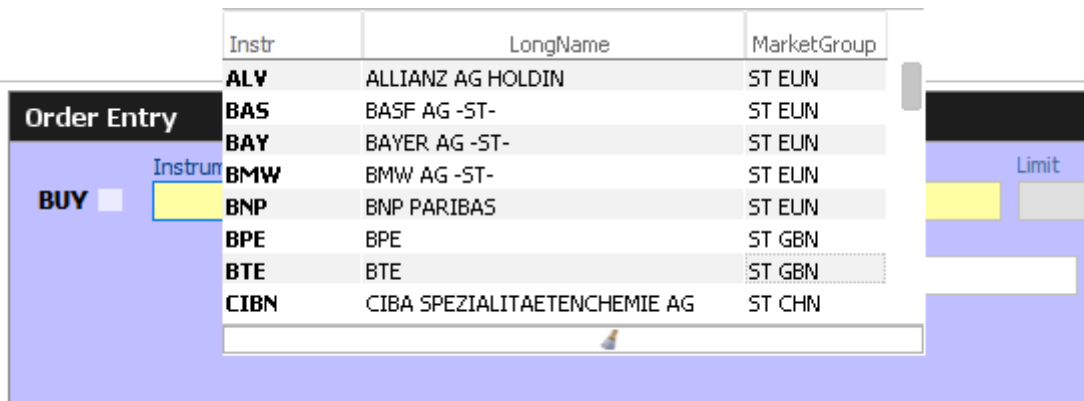 Instr LongName MarketGroup
ALV ALLIANZ AG HOLDIN ST EUN
BAS BASF AG -ST- ST EUN
BAY BAYER AG -ST- ST EUN
BMW BMW AG -ST- ST EUN
BNP BNP PARIBAS ST EUN
BPE BPE ST GBN
BTE BTE ST GBN
CIBN CIBA SPEZIALITAETENCHEMIE AG ST CHN
Order Entry
Instrum Limit
BUY